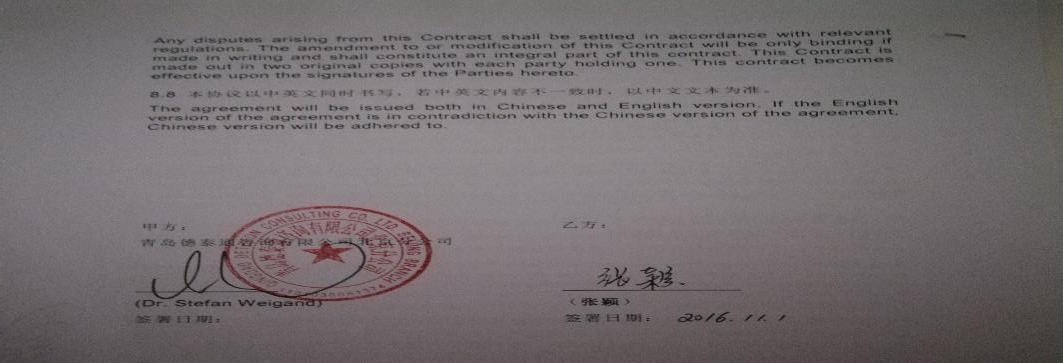 Any disputes arising from this Contract shall be settled in accordance with relevant
regulations. The amendment to or modification of this Contract will be only binding if
made in writing and shall constitute an integral part of this contract. This Contract is
made out in two original copies with each party holding one. This contract becomes
effective upon the signatures of the Parties hereto.
8.8 本协议以中英文同时书写，若中英文内容不一致时，以中文文本为准。
The agreement will be issued both in Chinese and English version. If the English
version of the agreement is in contradiction with the Chinese version of the agreement,
Chinese version will be adhered to.
甲方：
乙方：
青岛德泰通咨询有限公司北京分公司
CONSULTING CO., LTD. BEIJING BRANCH
张颖
(Dr. Stefan Weigand)
（张颖）
签署日期：
签署日期： 2016.11.1